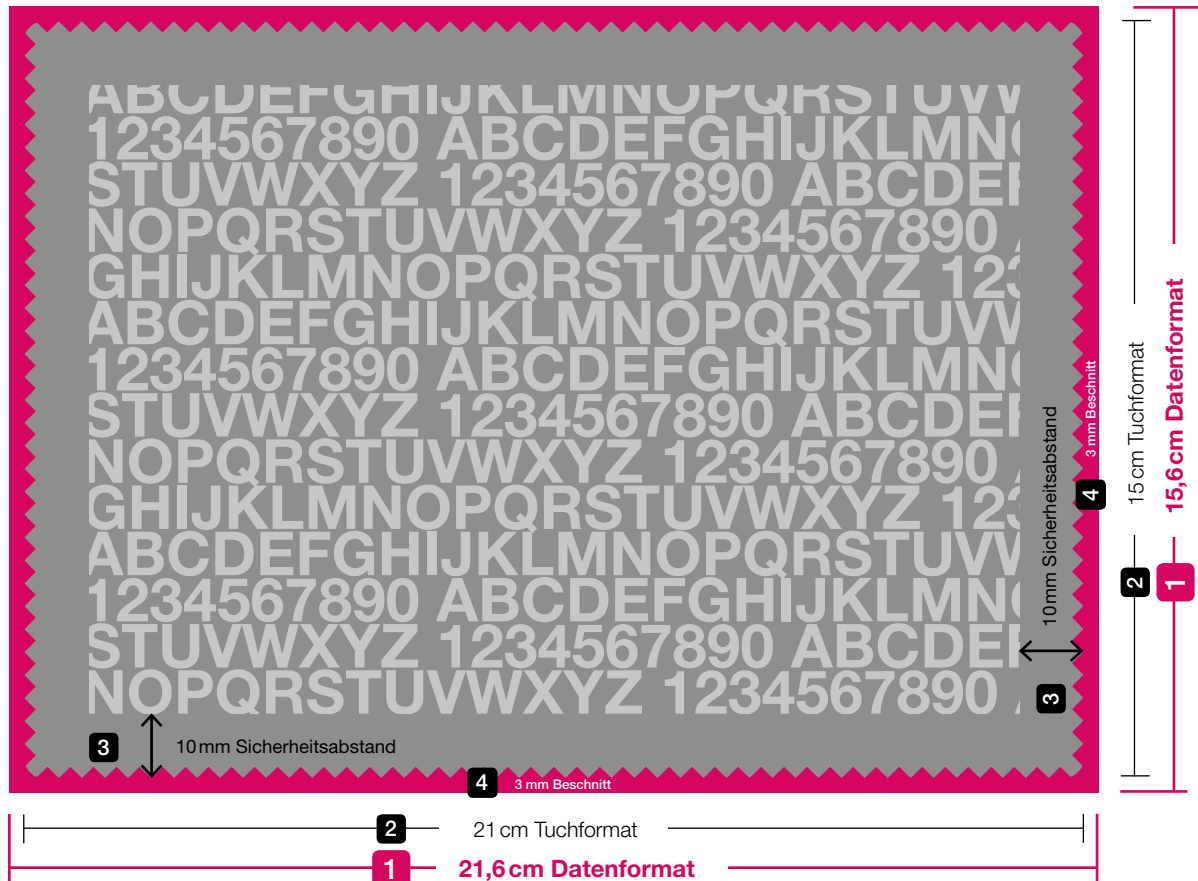 ABCDEFGHIJKLMNOPQRSTUVW
1234567890 ABCDEFGHIJKLMN
STUVWXYZ 1234567890 ABCDEF
NOPQRSTUVWXYZ 1234567890
GHIJKLMNOPQRSTUVWXYZ 123
ABCDEFGHIJKLMNOPQRSTUVW
1234567890 ABCDEFGHIJKLMN
STUVWXYZ 1234567890 ABCDEF
NOPQRSTUVWXYZ 1234567890
GHIJKLMNOPQRSTUVWXYZ 123
ABCDEFGHIJKLMNOPQRSTUVW
1234567890 ABCDEFGHIJKLMN
STUVWXYZ 1234567890 ABCDEF
NOPQRSTUVWXYZ 1234567890
3 10 mm Sicherheitsabstand
4 3 mm Beschnitt
2 21 cm Tuchformat
1 21,6 cm Datenformat
3 10 mm Sicherheitsabstand
4 3 mm Beschnitt
2 15 cm Tuchformat
1 15,6 cm Datenformat